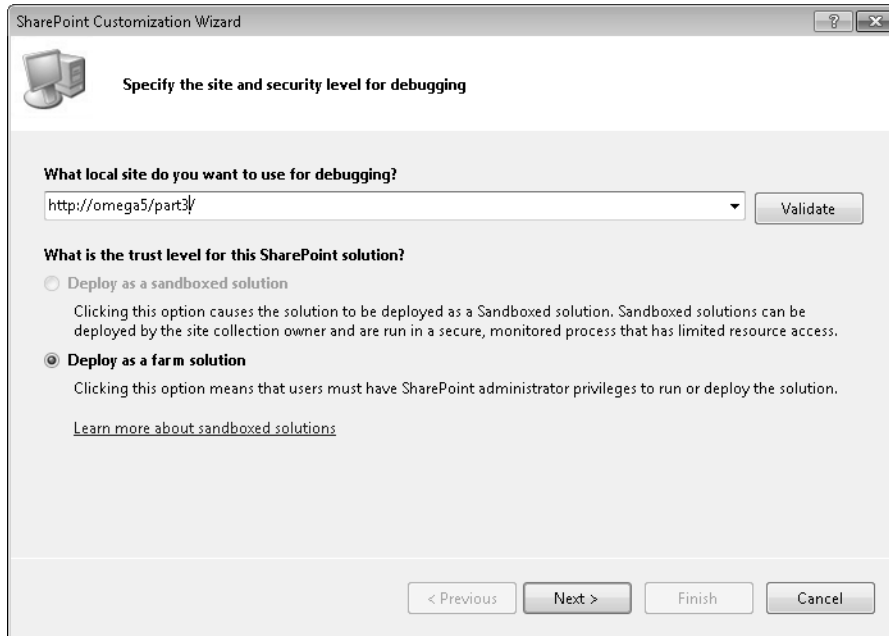 SharePoint Customization Wizard
Specify the site and security level for debugging
What local site do you want to use for debugging?
http://omega5/part3/
Validate
What is the trust level for this SharePoint solution?
Deploy as a sandboxed solution
Clicking this option causes the solution to be deployed as a Sandboxed solution. Sandboxed solutions can be
deployed by the site collection owner and are run in a secure, monitored process that has limited resource access.
Deploy as a farm solution
Clicking this option means that users must have SharePoint administrator privileges to run or deploy the solution.
Learn more about sandboxed solutions
< Previous
Next >
Finish
Cancel